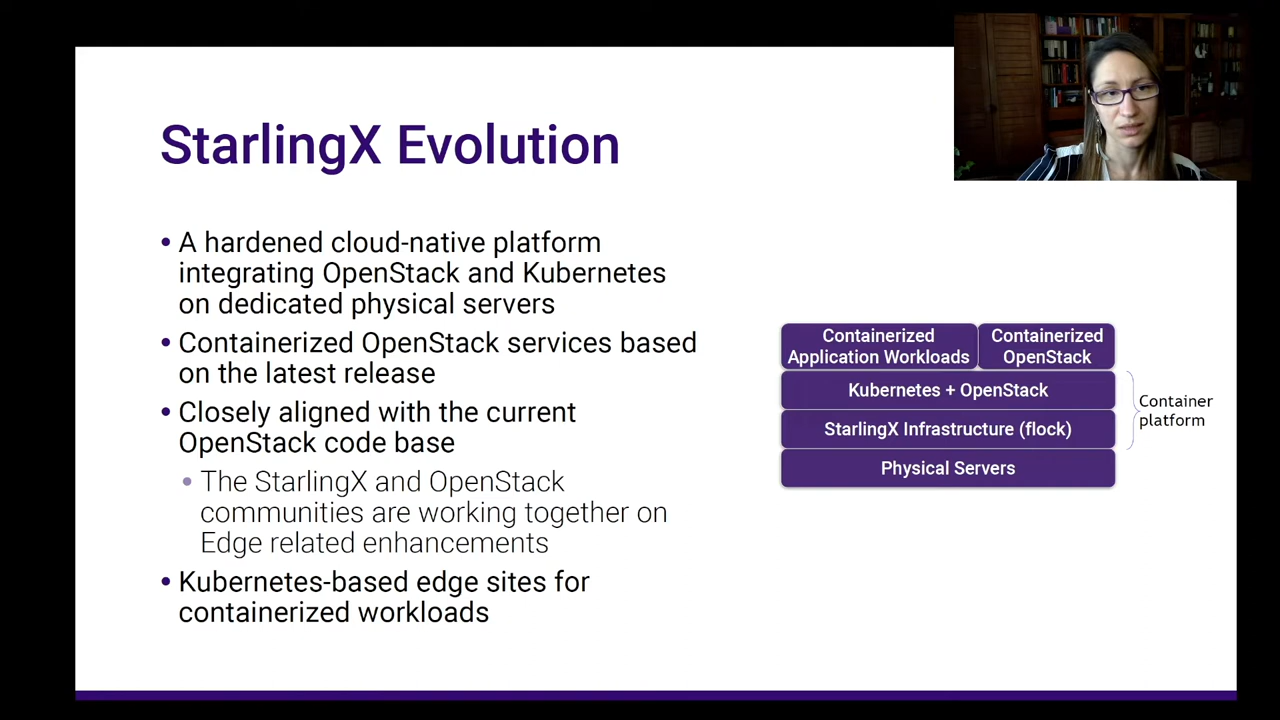 StarlingX Evolution
• A hardened cloud-native platform
integrating OpenStack and Kubernetes
on dedicated physical servers
• Containerized OpenStack services based
on the latest release
• Closely aligned with the current
OpenStack code base
• The StarlingX and OpenStack
communities are working together on
Edge related enhancements
• Kubernetes-based edge sites for
containerized workloads
Containerized
Application Workloads
Containerized
OpenStack
Kubernetes + OpenStack
StarlingX Infrastructure (flock)
Physical Servers
Container
platform